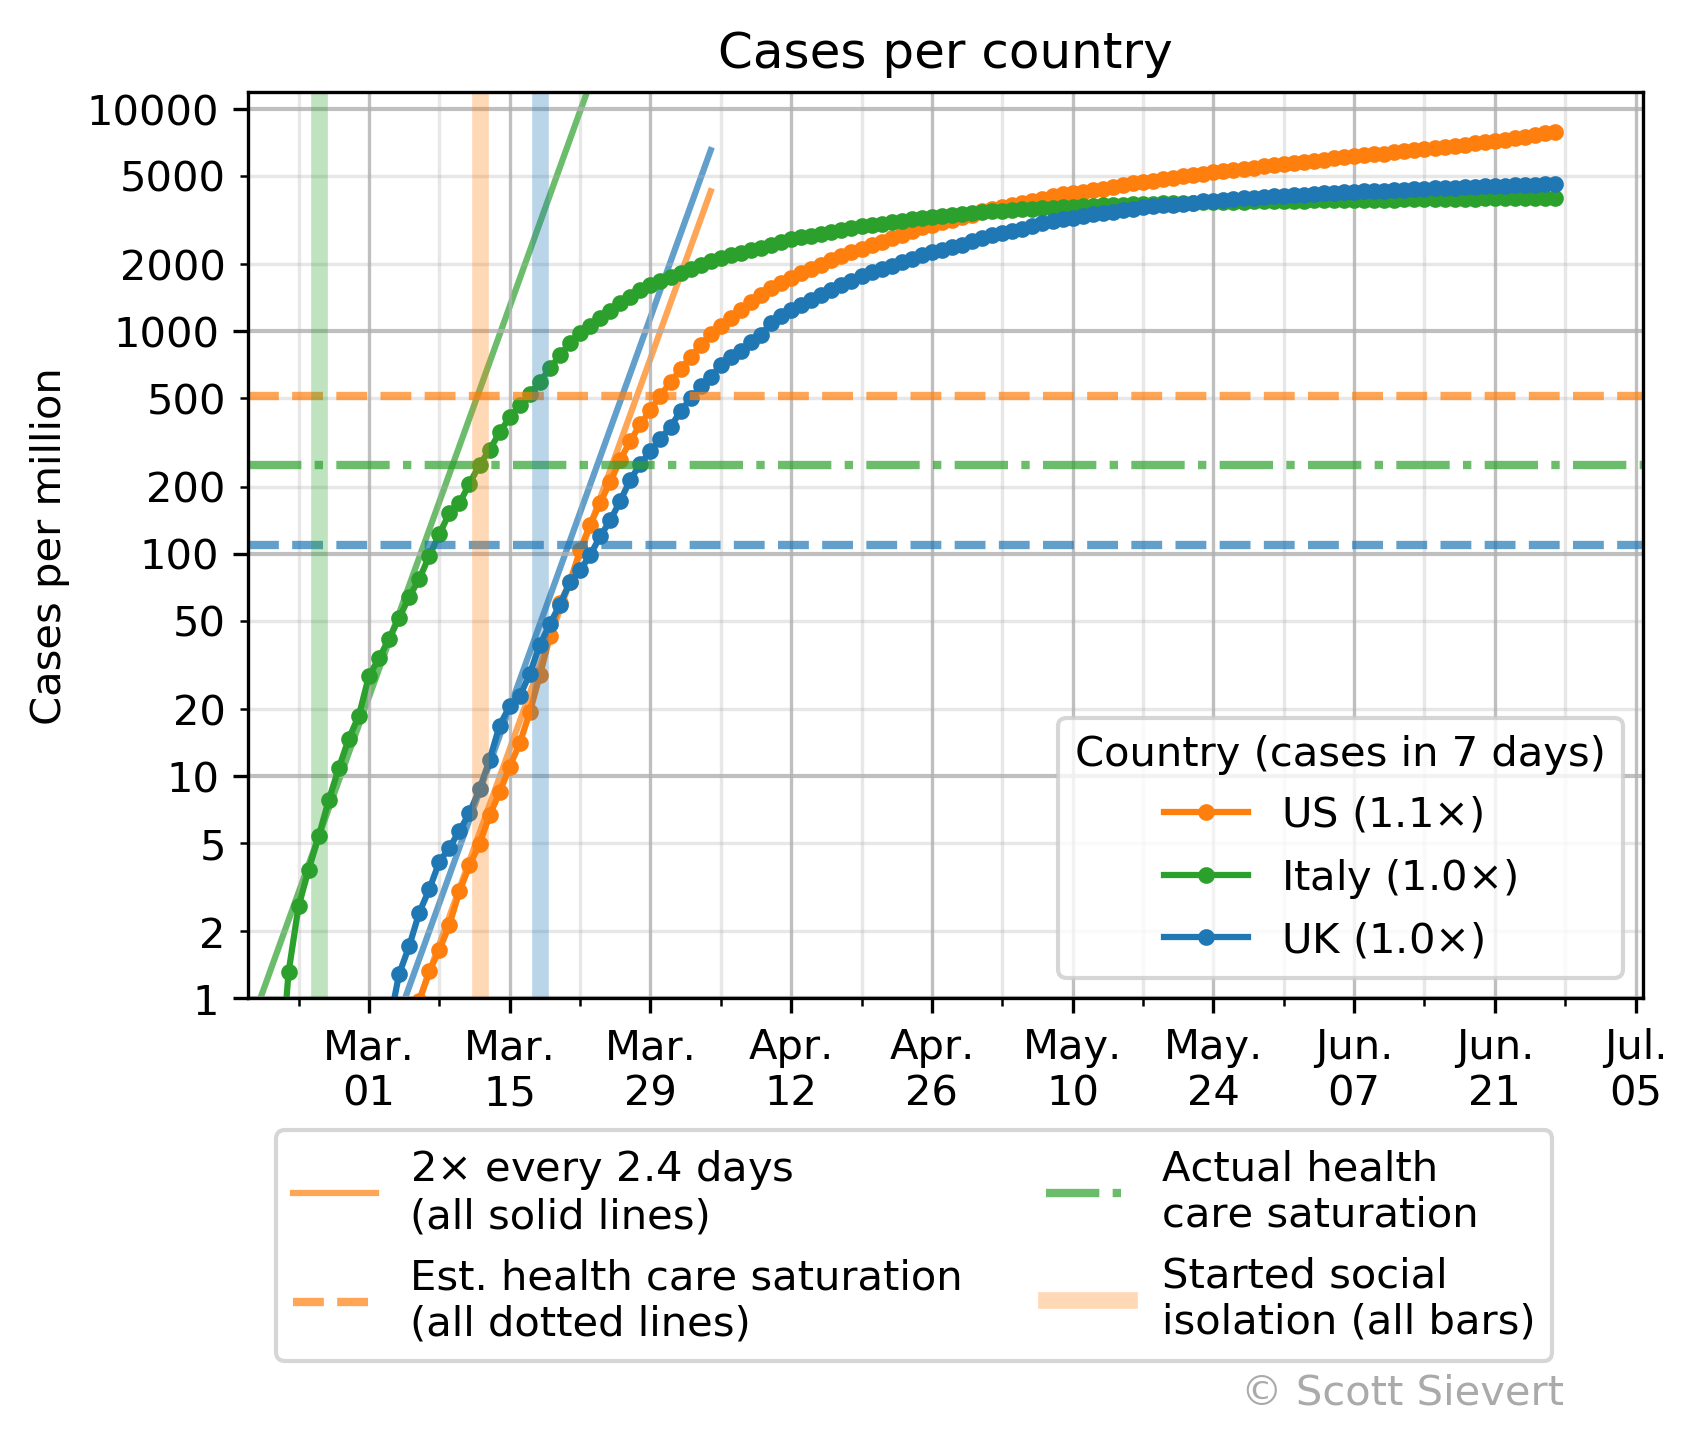 Cases per country
Cases per million
10000
5000
2000
1000
500
200
100
50
20
10
5
2
1
Country (cases in 7 days)
US (1.1×)
Italy (1.0×)
UK (1.0×)
Mar. 01
Mar. 15
Mar. 29
Apr. 12
Apr. 26
May. 10
May. 24
Jun. 07
Jun. 21
Jul. 05
2× every 2.4 days
(all solid lines)
Est. health care saturation
(all dotted lines)
Actual health
care saturation
Started social
isolation (all bars)
© Scott Sievert